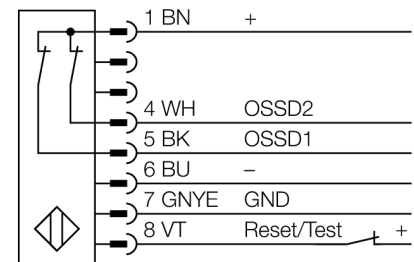 1 BN +
4 WH OSSD2
5 BK OSSD1
6 BU –
7 GNYE GND
8 VT Reset/Test +